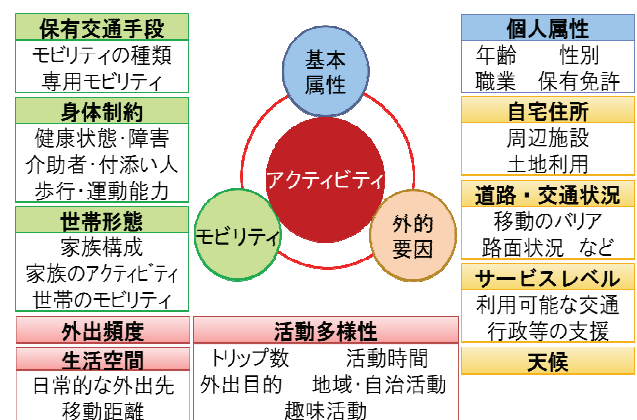 保有交通手段
モビリティの種類
専用モビリティ
身体制約
健康状態・障害
介助者・付添い人
歩行・運動能力
世帯形態
家族構成
家族のアクティビティ
世帯のモビリティ
外出頻度
生活空間
日常的な外出先
移動距離
基本
属性
アクティビティ
モビリティ
外的
要因
活動多様性
トリップ数 活動時間
外出目的 地域・自治活動
趣味活動
個人属性
年齢 性別
職業 保有免許
自宅住所
周辺施設
土地利用
道路・交通状況
移動のバリア
路面状況 など
サービスレベル
利用可能な交通
行政等の支援
天候